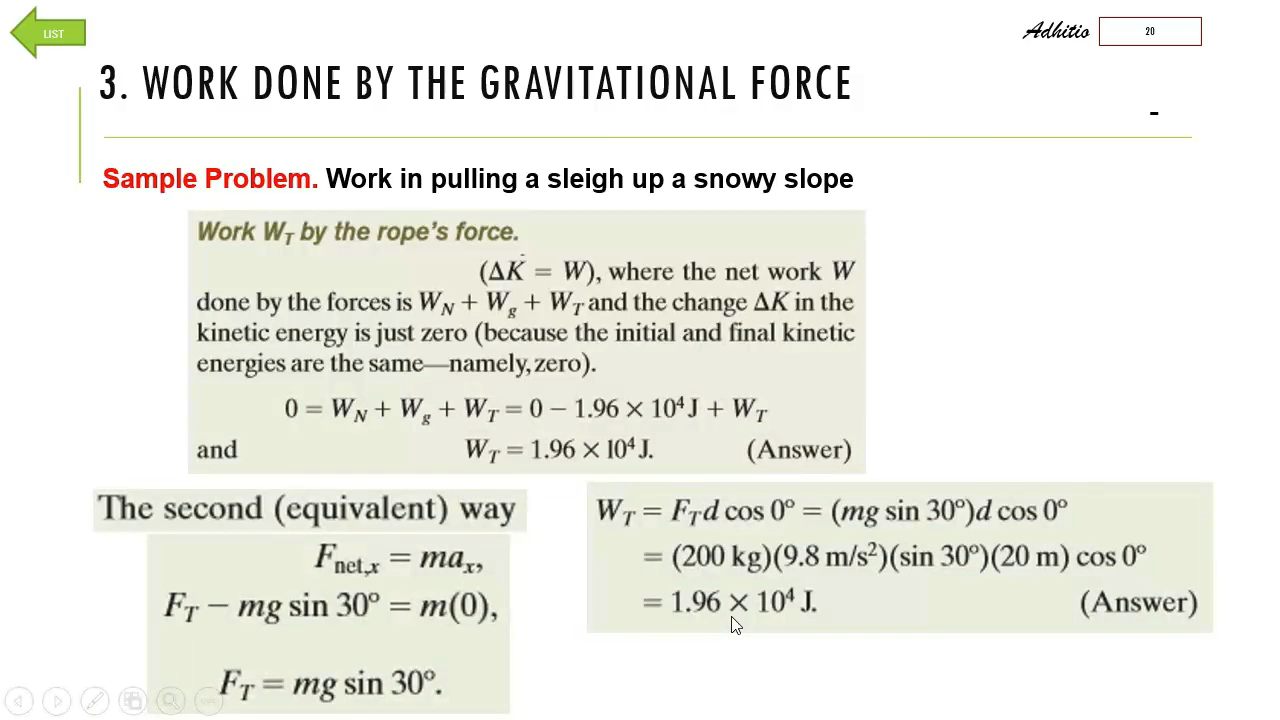 LIST
Adhitio
20
3. WORK DONE BY THE GRAVITATIONAL FORCE
-
Sample Problem. Work in pulling a sleigh up a snowy slope
Work W_T by the rope's force.
(ΔK = W), where the net work W
done by the forces is W_N + W_g + W_T and the change ΔK in the
kinetic energy is just zero (because the initial and final kinetic
energies are the same—namely, zero).
0 = W_N + W_g + W_T = 0 − 1.96 × 10⁴ J + W_T
and W_T = 1.96 × 10⁴ J. (Answer)
The second (equivalent) way
F_net,x = ma_x,
F_T − mg sin 30° = m(0),
F_T = mg sin 30°.
W_T = F_T d cos 0° = (mg sin 30°)d cos 0°
= (200 kg)(9.8 m/s²)(sin 30°)(20 m) cos 0°
= 1.96 × 10⁴ J. (Answer)